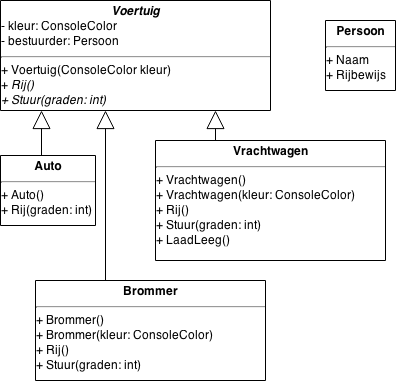 Voertuig
- kleur: ConsoleColor
- bestuurder: Persoon
+ Voertuig(ConsoleColor kleur)
+ Rij()
+ Stuur(graden: int)
Persoon
+ Naam
+ Rijbewijs
Auto
+ Auto()
+ Rij(graden: int)
Vrachtwagen
+ Vrachtwagen()
+ Vrachtwagen(kleur: ConsoleColor)
+ Rij()
+ Stuur(graden: int)
+ LaadLeeg()
Brommer
+ Brommer()
+ Brommer(kleur: ConsoleColor)
+ Rij()
+ Stuur(graden: int)